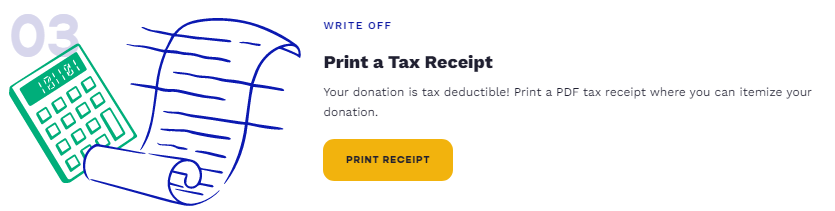 03
WRITE OFF
Print a Tax Receipt
Your donation is tax deductible! Print a PDF tax receipt where you can itemize your
donation.
PRINT RECEIPT